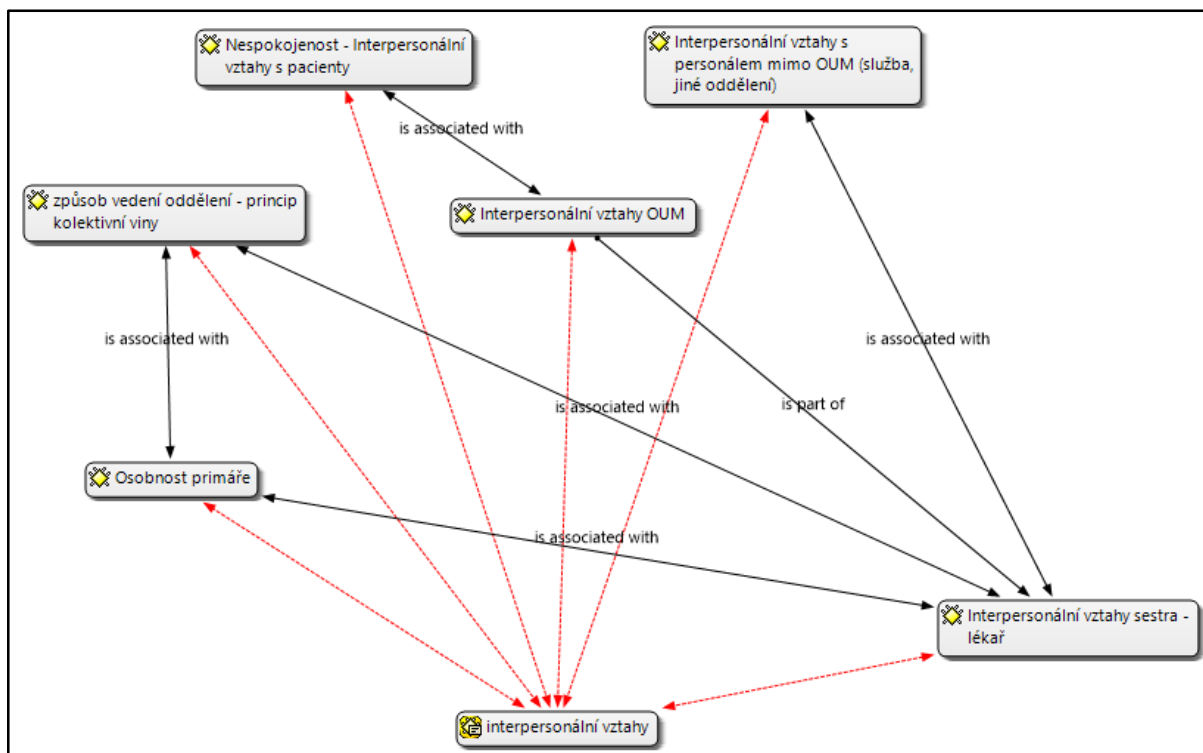 Nespokojenost - Interpersonální
vztahy s pacienty
Interpersonální vztahy s
personálem mimo OUM (služba,
jiné oddělení)
is associated with
způsob vedení oddělení - princip
kolektivní viny
Interpersonální vztahy OUM
is associated with
is associated with
is associated with
is part of
Osobnost primáře
is associated with
Interpersonální vztahy sestra -
lékař
interpersonální vztahy